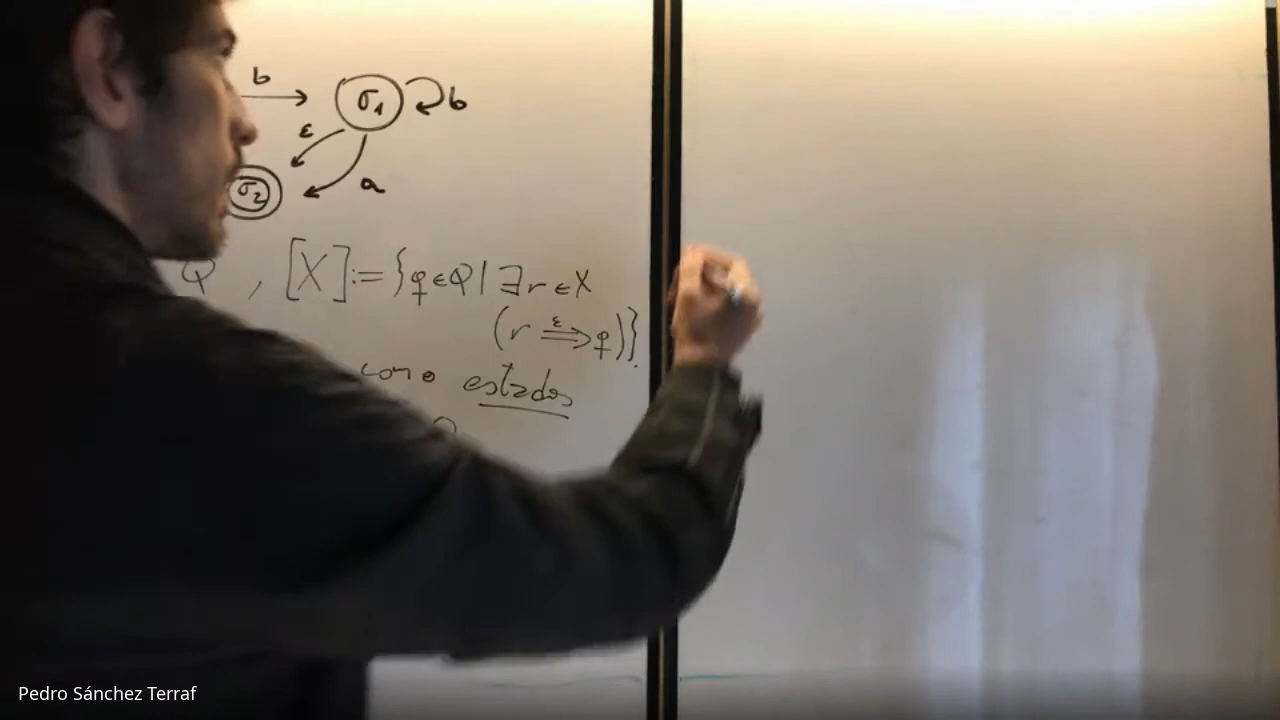 b
σ₁
b
ε
σ₂
a
Q , [X] := {q ∈ Q | ∃ r ∈ X
(r ⇒^ε q)}.
como estados
Pedro Sánchez Terraf